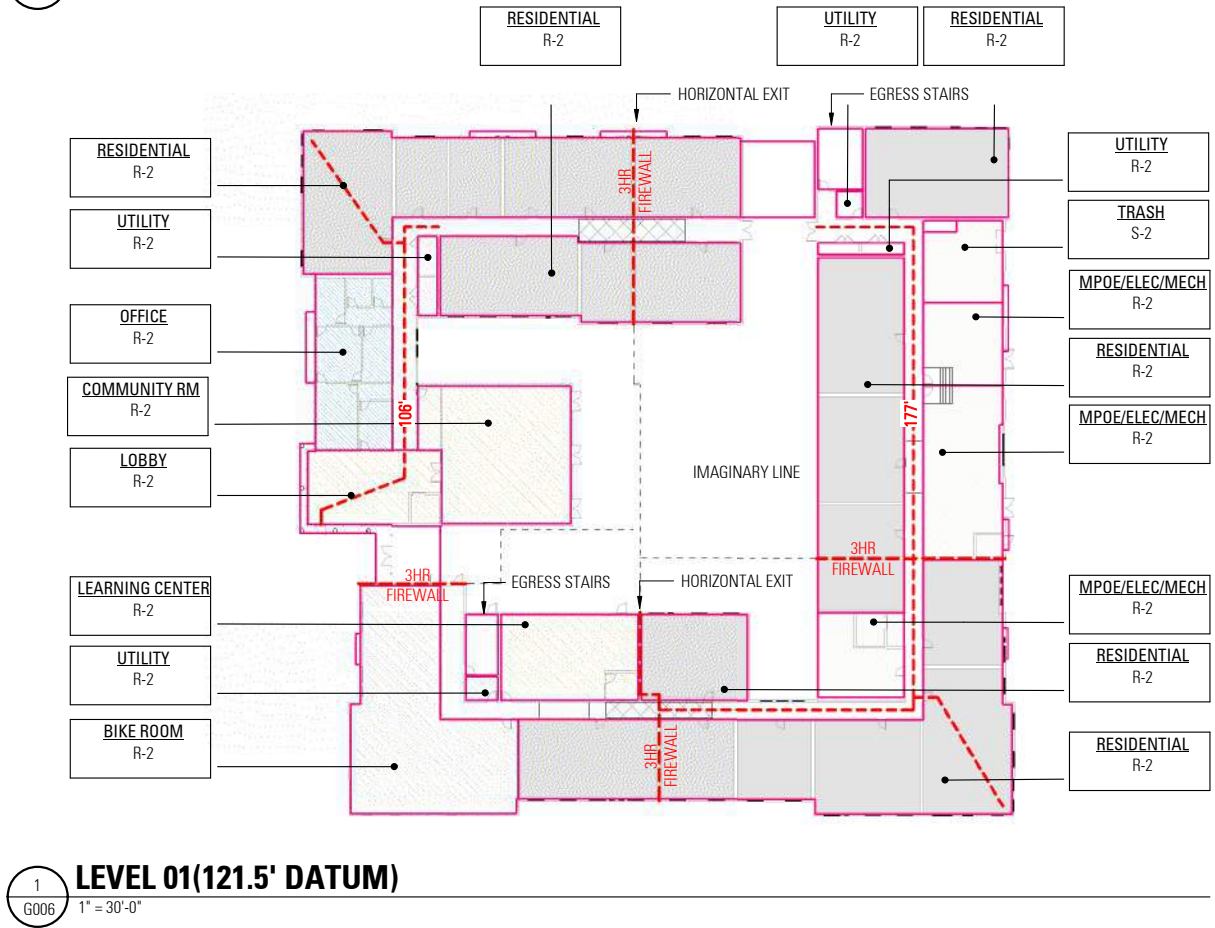 RESIDENTIAL
R-2
UTILITY
R-2
RESIDENTIAL
R-2
HORIZONTAL EXIT
EGRESS STAIRS
RESIDENTIAL
R-2
UTILITY
R-2
OFFICE
R-2
COMMUNITY RM
R-2
LOBBY
R-2
LEARNING CENTER
R-2
UTILITY
R-2
BIKE ROOM
R-2
3HR
FIREWALL
106'
177'
IMAGINARY LINE
3HR
FIREWALL
3HR
FIREWALL
EGRESS STAIRS
HORIZONTAL EXIT
3HR
FIREWALL
UTILITY
R-2
TRASH
S-2
MPOE/ELEC/MECH
R-2
RESIDENTIAL
R-2
MPOE/ELEC/MECH
R-2
MPOE/ELEC/MECH
R-2
RESIDENTIAL
R-2
RESIDENTIAL
R-2
1
G006
LEVEL 01(121.5' DATUM)
1" = 30'-0"